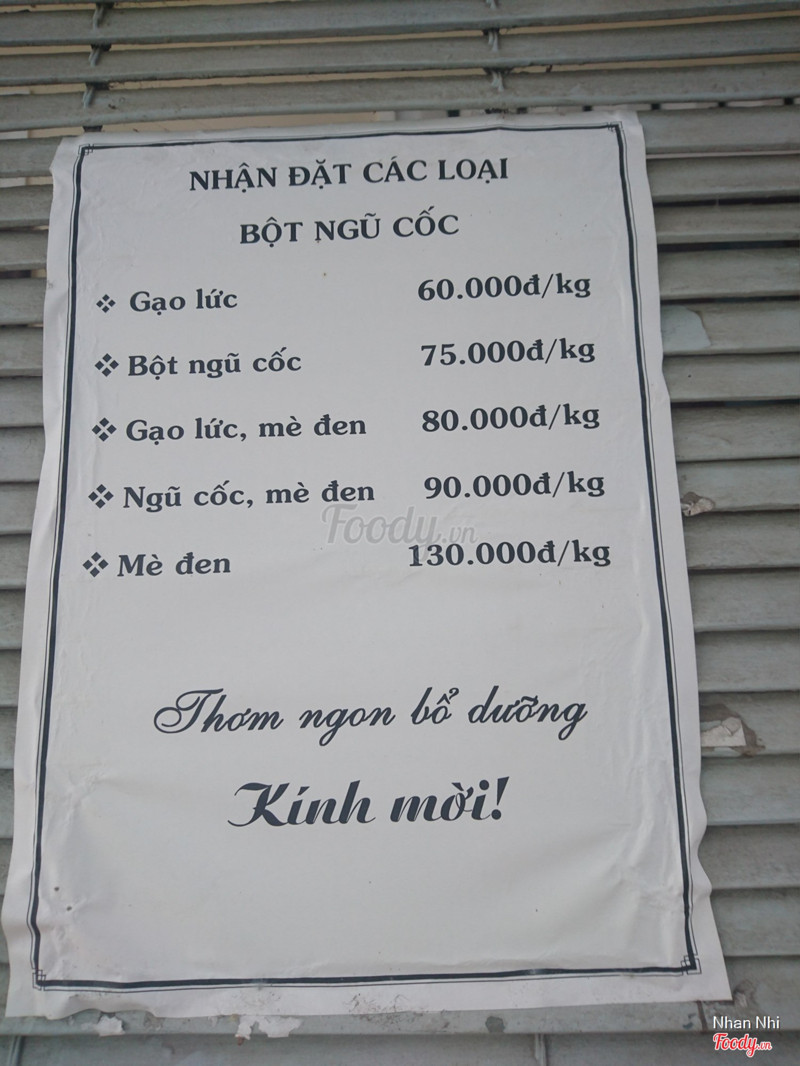 NHẬN ĐẶT CÁC LOẠI
BỘT NGŨ CỐC
❖ Gạo lức 60.000đ/kg
❖ Bột ngũ cốc 75.000đ/kg
❖ Gạo lức, mè đen 80.000đ/kg
❖ Ngũ cốc, mè đen 90.000đ/kg
Foody.vn
❖ Mè đen 130.000đ/kg
Thơm ngon bổ dưỡng
Kính mời!
Nhan Nhi
Foody.vn